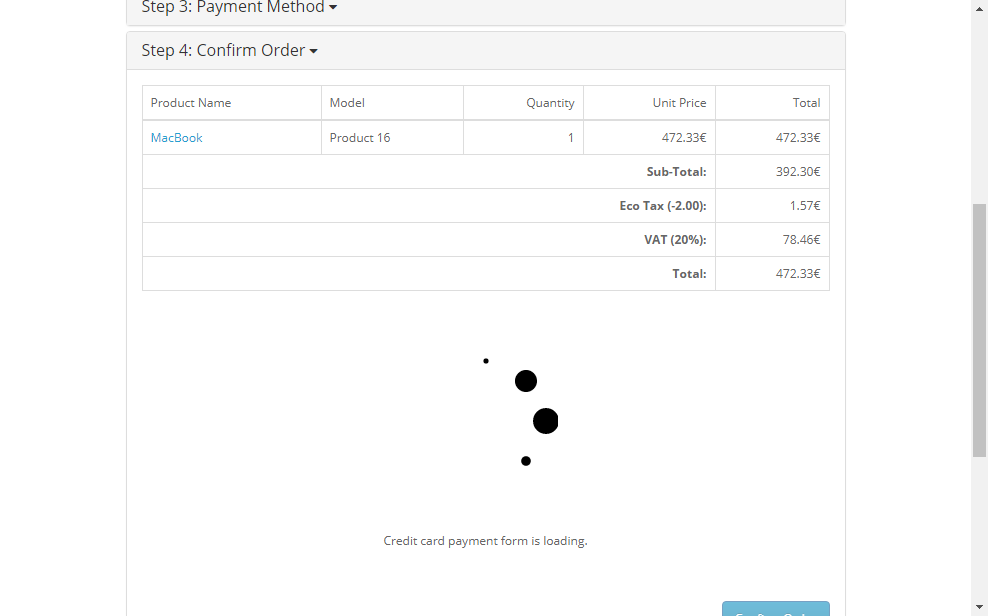 Step 3: Payment Method
Step 4: Confirm Order
Product Name Model Quantity Unit Price Total
MacBook Product 16 1 472.33€ 472.33€
Sub-Total: 392.30€
Eco Tax (-2.00): 1.57€
VAT (20%): 78.46€
Total: 472.33€
Credit card payment form is loading.